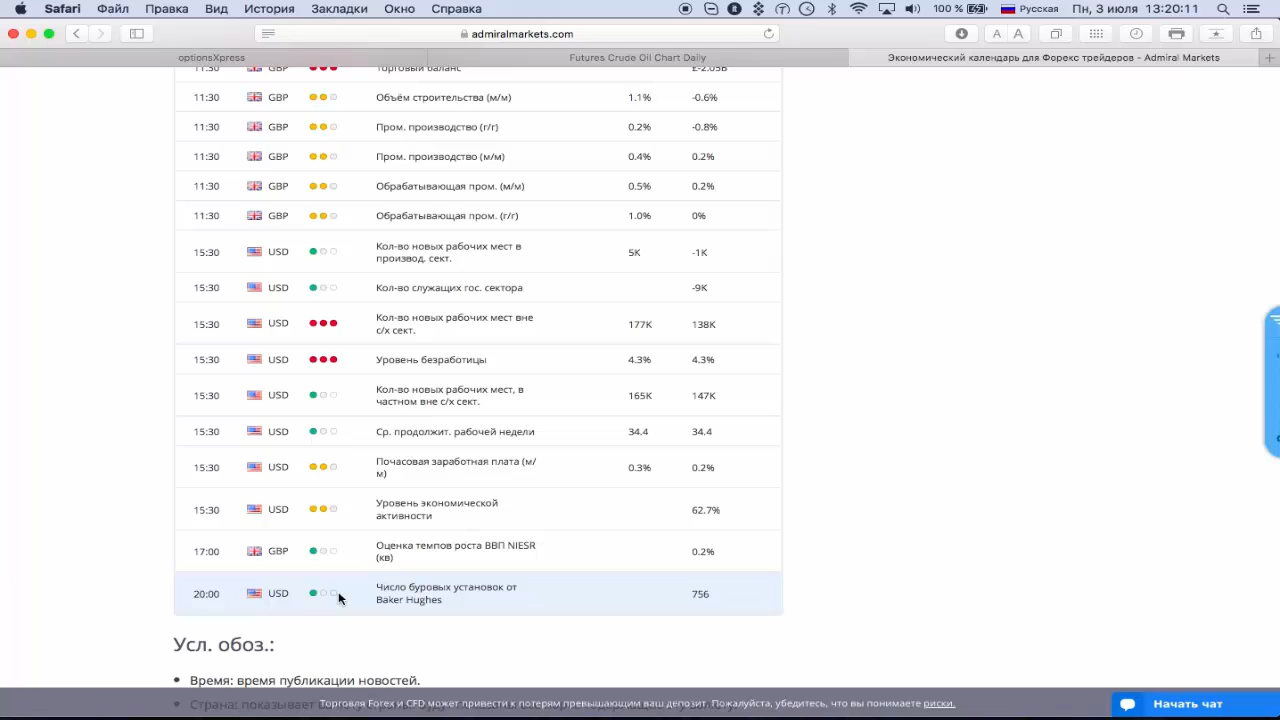 Safari Файл Правка Вид История Закладки Окно Справка 100 % Русская Пн, 3 июля 13:20:11
admiralmarkets.com A A
optionsXpress Futures Crude Oil Chart Daily Экономический календарь для Форекс трейдеров - Admiral Markets
11:30 GBP Торговый баланс £-2.05B
11:30 GBP Объём строительства (м/м) 1.1% -0.6%
11:30 GBP Пром. производство (г/г) 0.2% -0.8%
11:30 GBP Пром. производство (м/м) 0.4% 0.2%
11:30 GBP Обрабатывающая пром. (м/м) 0.5% 0.2%
11:30 GBP Обрабатывающая пром. (г/г) 1.0% 0%
15:30 USD Кол-во новых рабочих мест в
производ. сект. 5K -1K
15:30 USD Кол-во служащих гос. сектора -9K
15:30 USD Кол-во новых рабочих мест вне
с/х сект. 177K 138K
15:30 USD Уровень безработицы 4.3% 4.3%
15:30 USD Кол-во новых рабочих мест, в
частном вне с/х сект. 165K 147K
15:30 USD Ср. продолжит. рабочей недели 34.4 34.4
15:30 USD Почасовая заработная плата (м/
м) 0.3% 0.2%
15:30 USD Уровень экономической
активности 62.7%
17:00 GBP Оценка темпов роста ВВП NIESR
(кв) 0.2%
20:00 USD Число буровых установок от
Baker Hughes 756
Усл. обоз.:
• Время: время публикации новостей.
• Страна: показывает
Торговля Forex и CFD может привести к потерям превышающим ваш депозит. Пожалуйста, убедитесь, что вы понимаете риски.
Начать чат